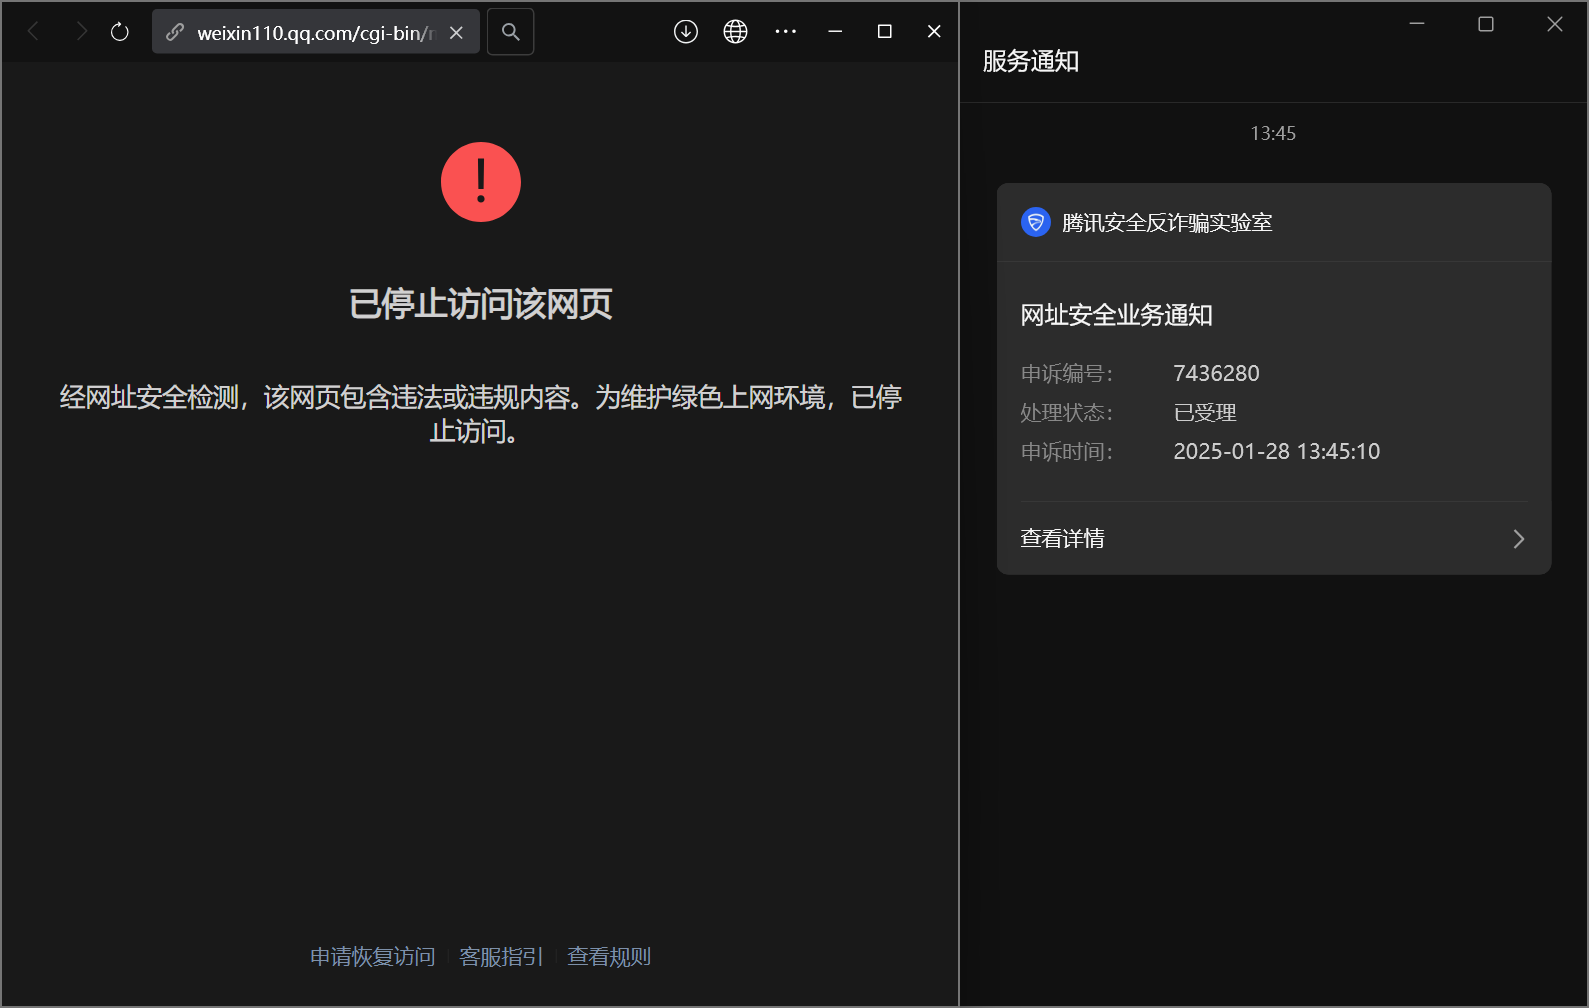 weixin110.qq.com/cgi-bin/
已停止访问该网页
经网址安全检测，该网页包含违法或违规内容。为维护绿色上网环境，已停
止访问。
申请恢复访问 客服指引 查看规则
服务通知
13:45
腾讯安全反诈骗实验室
网址安全业务通知
申诉编号： 7436280
处理状态： 已受理
申诉时间： 2025-01-28 13:45:10
查看详情